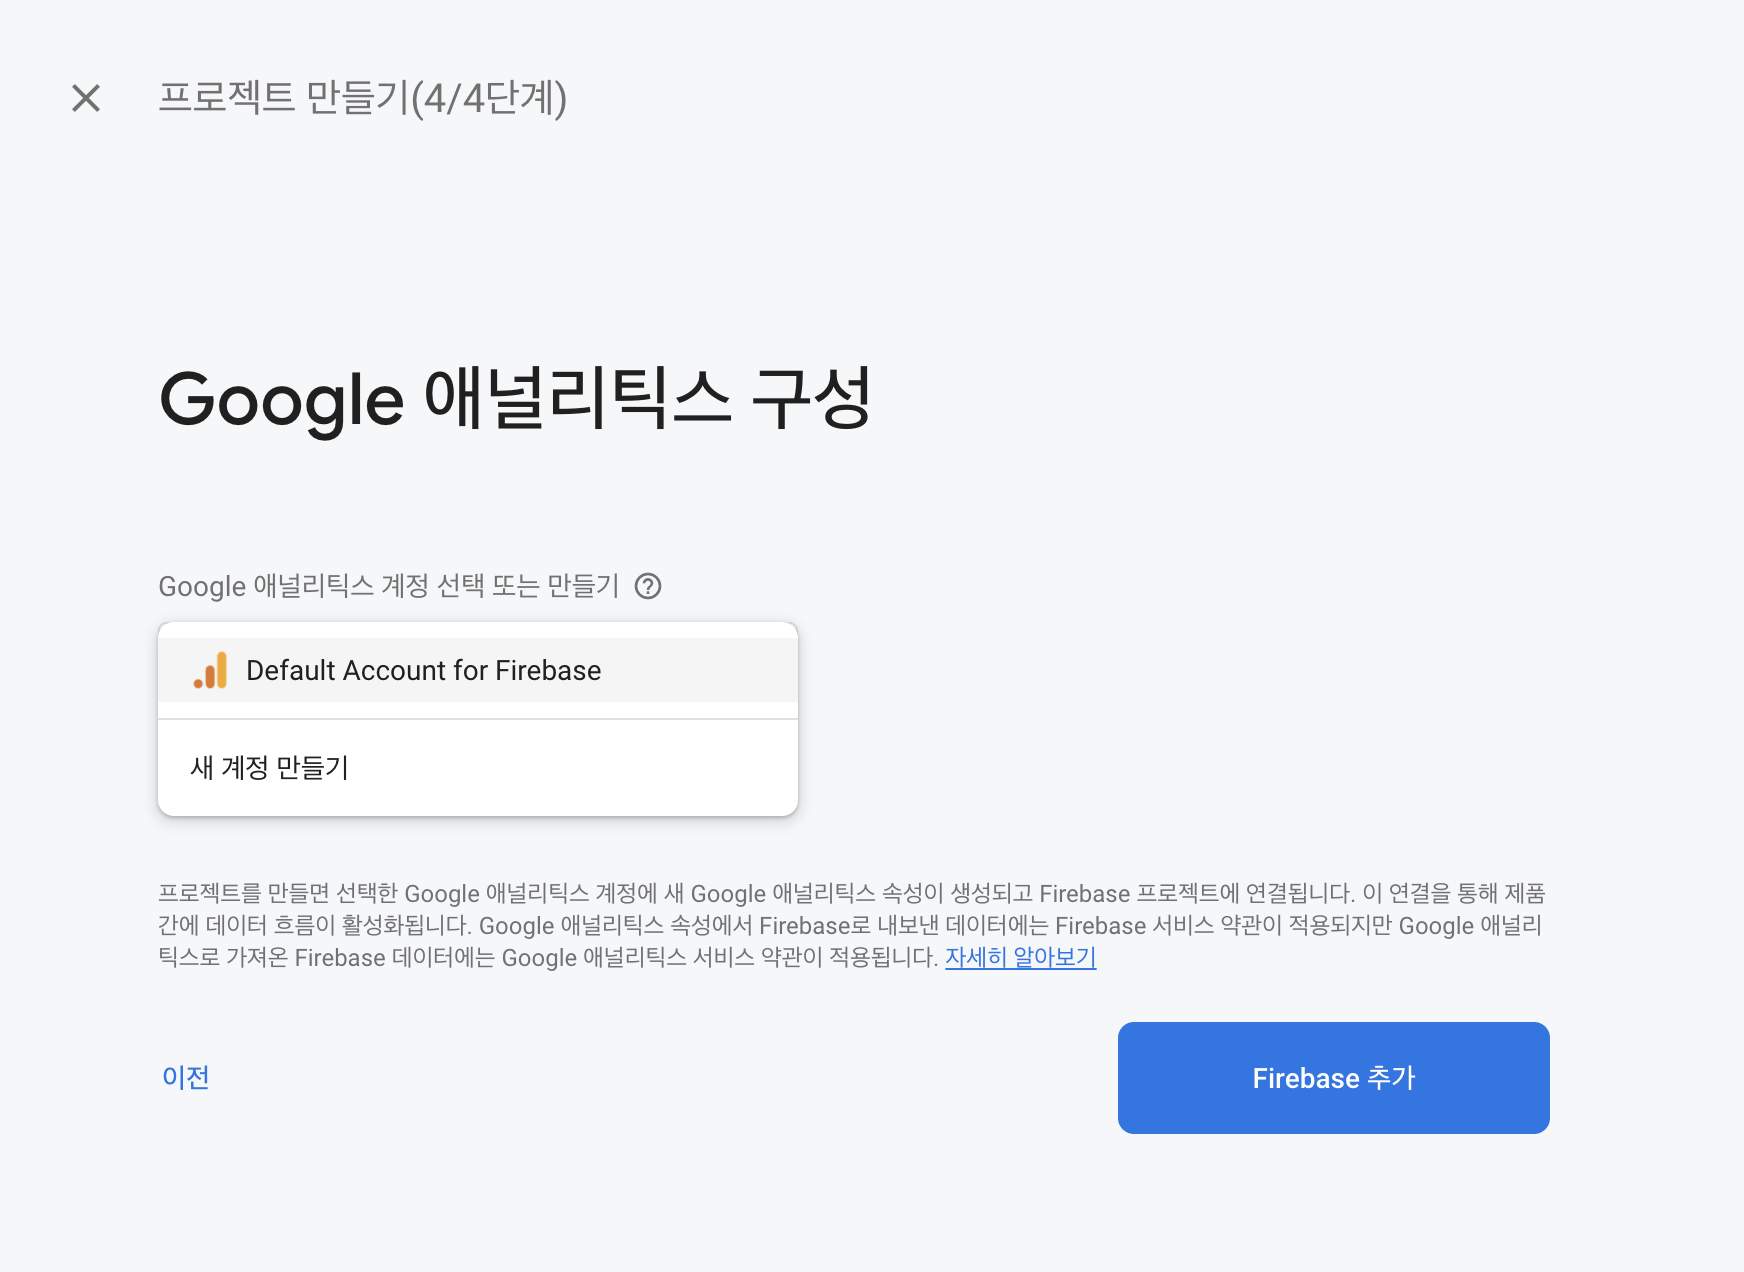 프로젝트 만들기(4/4단계)
Google 애널리틱스 구성
Google 애널리틱스 계정 선택 또는 만들기
Default Account for Firebase
새 계정 만들기
프로젝트를 만들면 선택한 Google 애널리틱스 계정에 새 Google 애널리틱스 속성이 생성되고 Firebase 프로젝트에 연결됩니다. 이 연결을 통해 제품
간에 데이터 흐름이 활성화됩니다. Google 애널리틱스 속성에서 Firebase로 내보낸 데이터에는 Firebase 서비스 약관이 적용되지만 Google 애널리
틱스로 가져온 Firebase 데이터에는 Google 애널리틱스 서비스 약관이 적용됩니다. 자세히 알아보기
이전
Firebase 추가